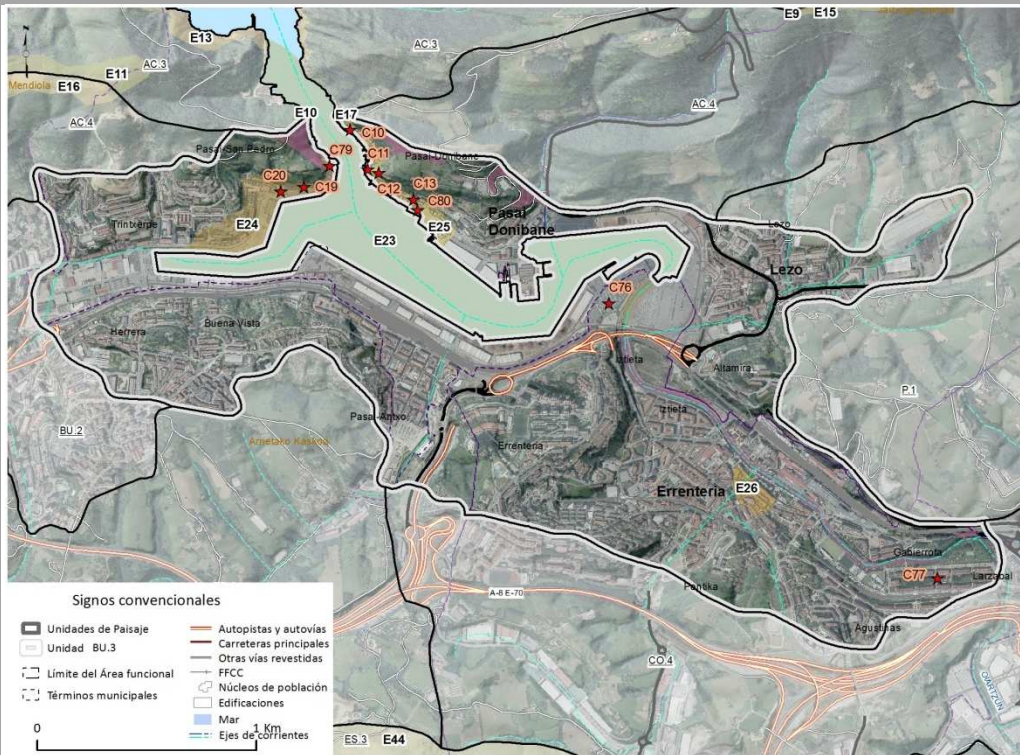 E9 E15
E13
AC.3
AC.3
E11
E16
Mendiola
AC.4
AC.4
E10 E17
C10
Pasai-San Pedro
C79
C11
Pasai-Donibane
C20
C19
C12
C13
C80
E24
E23
E25
Pasai
Donibane
Trintxerpe
Lezo
Lezo
C76
Herrera
Buena Vista
Iztieta
Altamira
P.1
BU.2
Pasai-Antxo
Iztieta
Ametako Kaskoa
Errenteria
Errenteria
E26
Gabierrota
C77
Larzabal
Pontika
A-8 E-70
Agustinas
CO.4
OIARTZUN
ES.3 E44
Signos convencionales
Unidades de Paisaje
Unidad BU.3
Límite del Área funcional
Términos municipales
0 1 Km
Autopistas y autovías
Carreteras principales
Otras vías revestidas
FFCC
Núcleos de población
Edificaciones
Mar
Ejes de corrientes